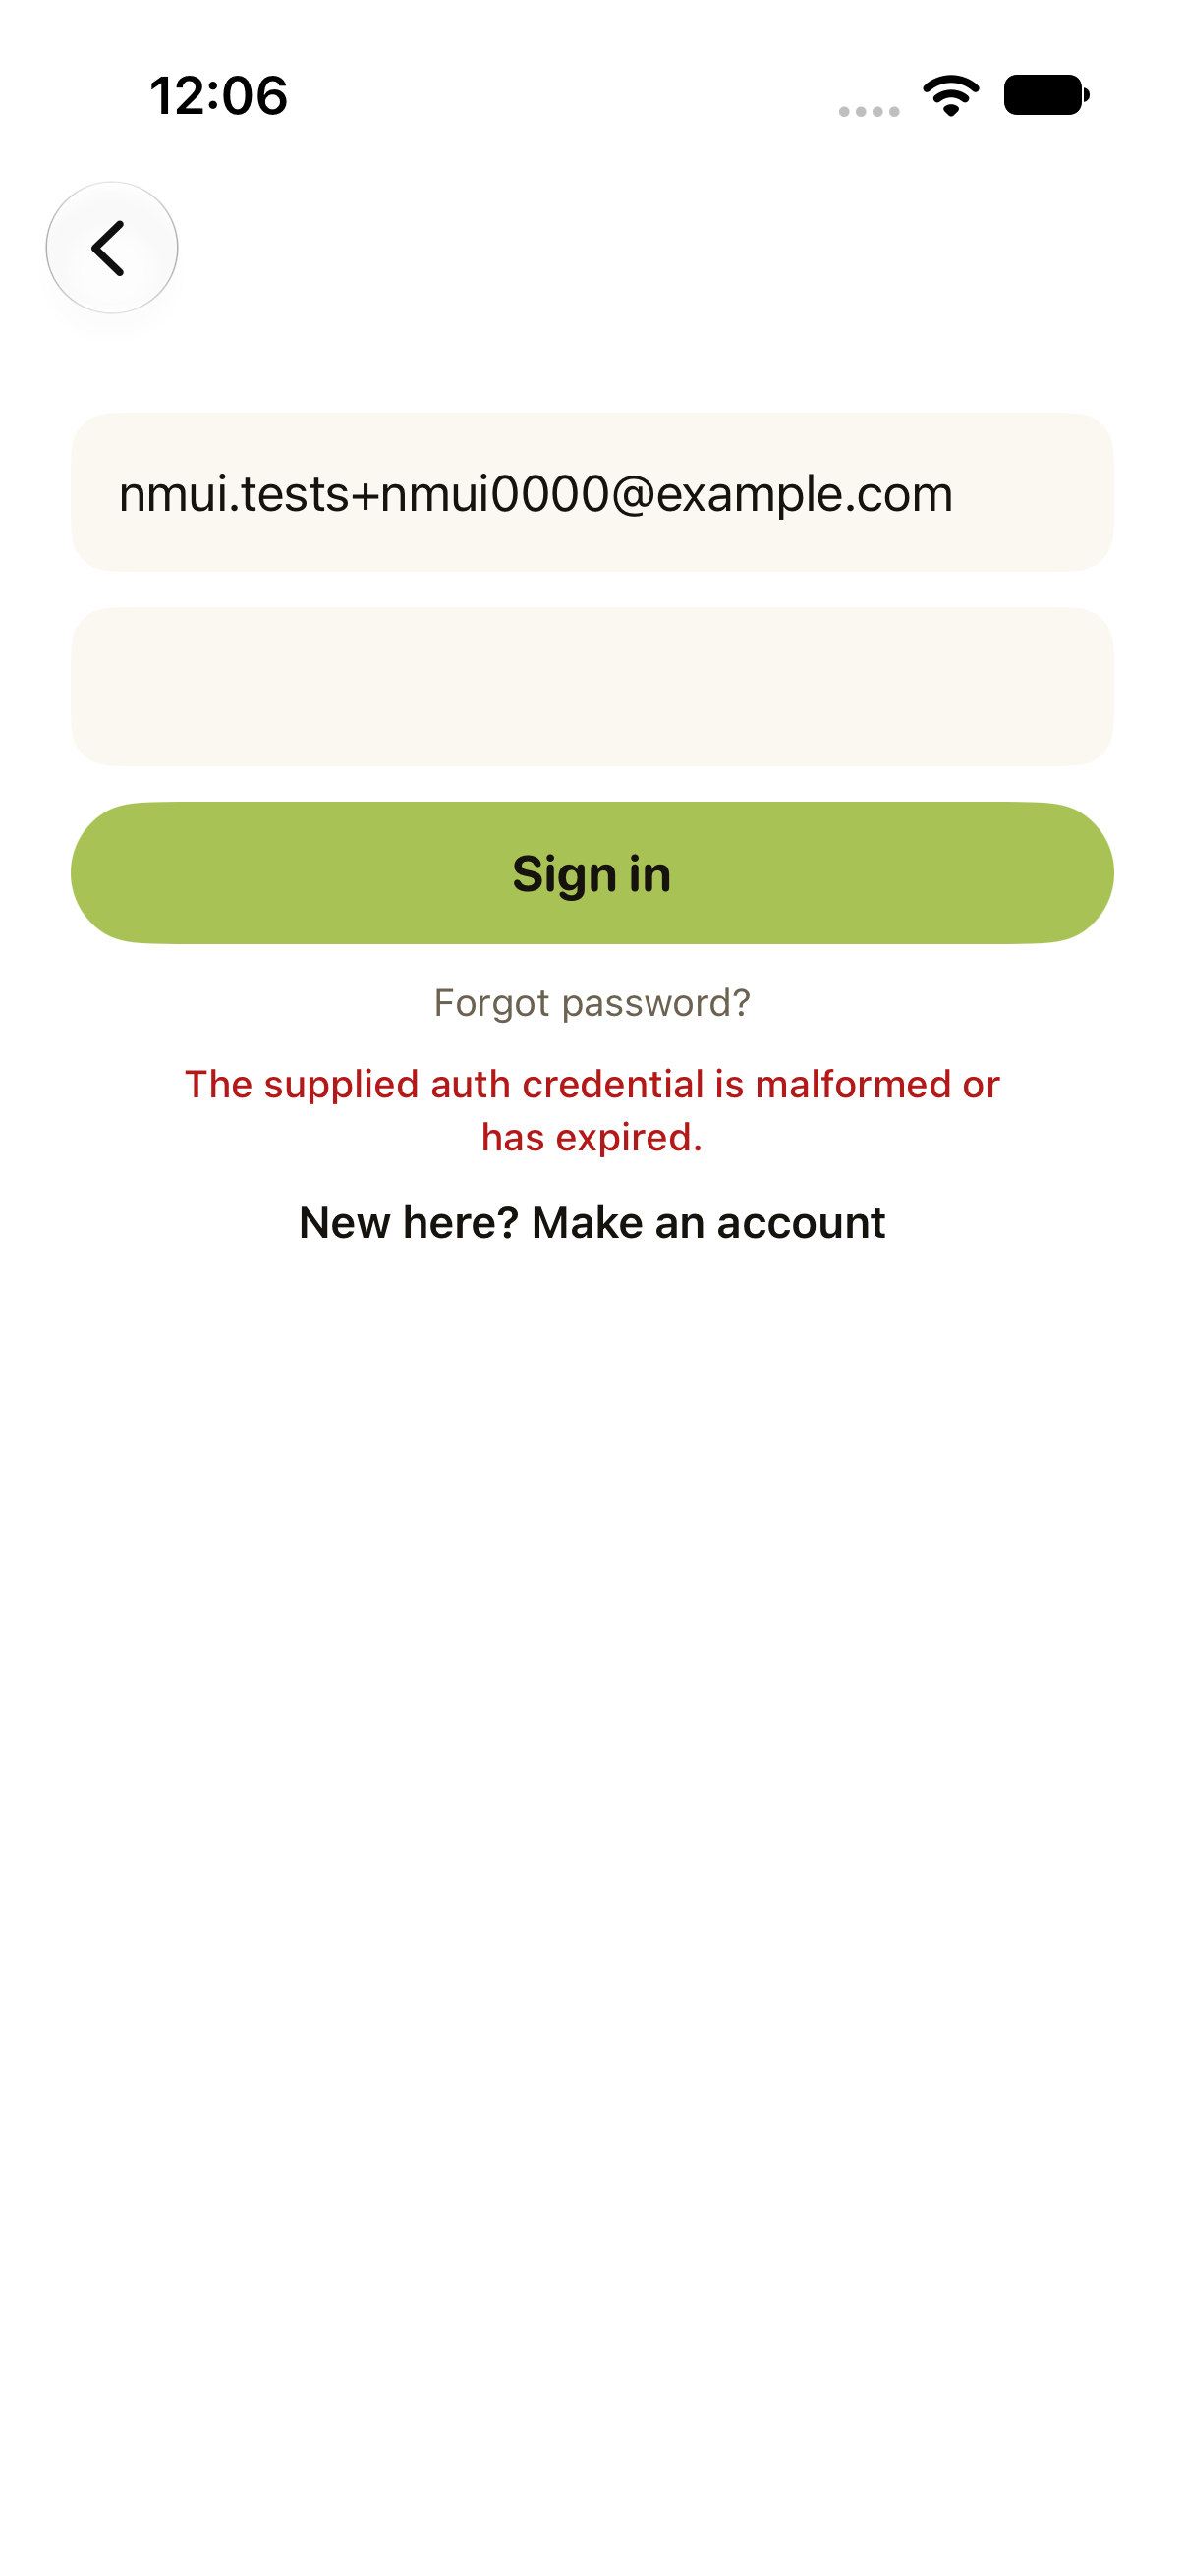 12:06
nmui.tests+nmui0000@example.com
Sign in
Forgot password?
The supplied auth credential is malformed or
has expired.
New here? Make an account